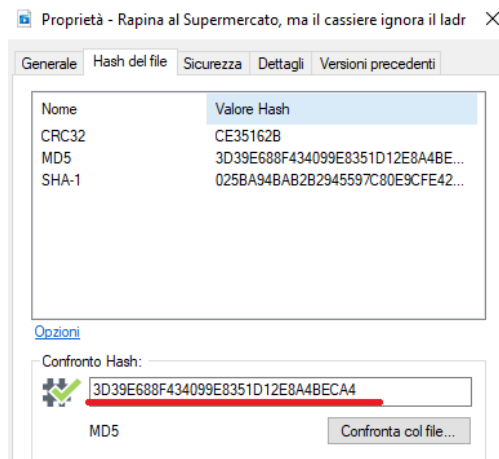 Proprietà - Rapina al Supermercato, ma il cassiere ignora il ladr
Generale Hash del file Sicurezza Dettagli Versioni precedenti
Nome Valore Hash
CRC32 CE35162B
MD5 3D39E688F434099E8351D12E8A4BE...
SHA-1 025BA94BAB2B2945597C80E9CFE42...
Opzioni
Confronto Hash:
3D39E688F434099E8351D12E8A4BECA4
MD5 Confronta col file...